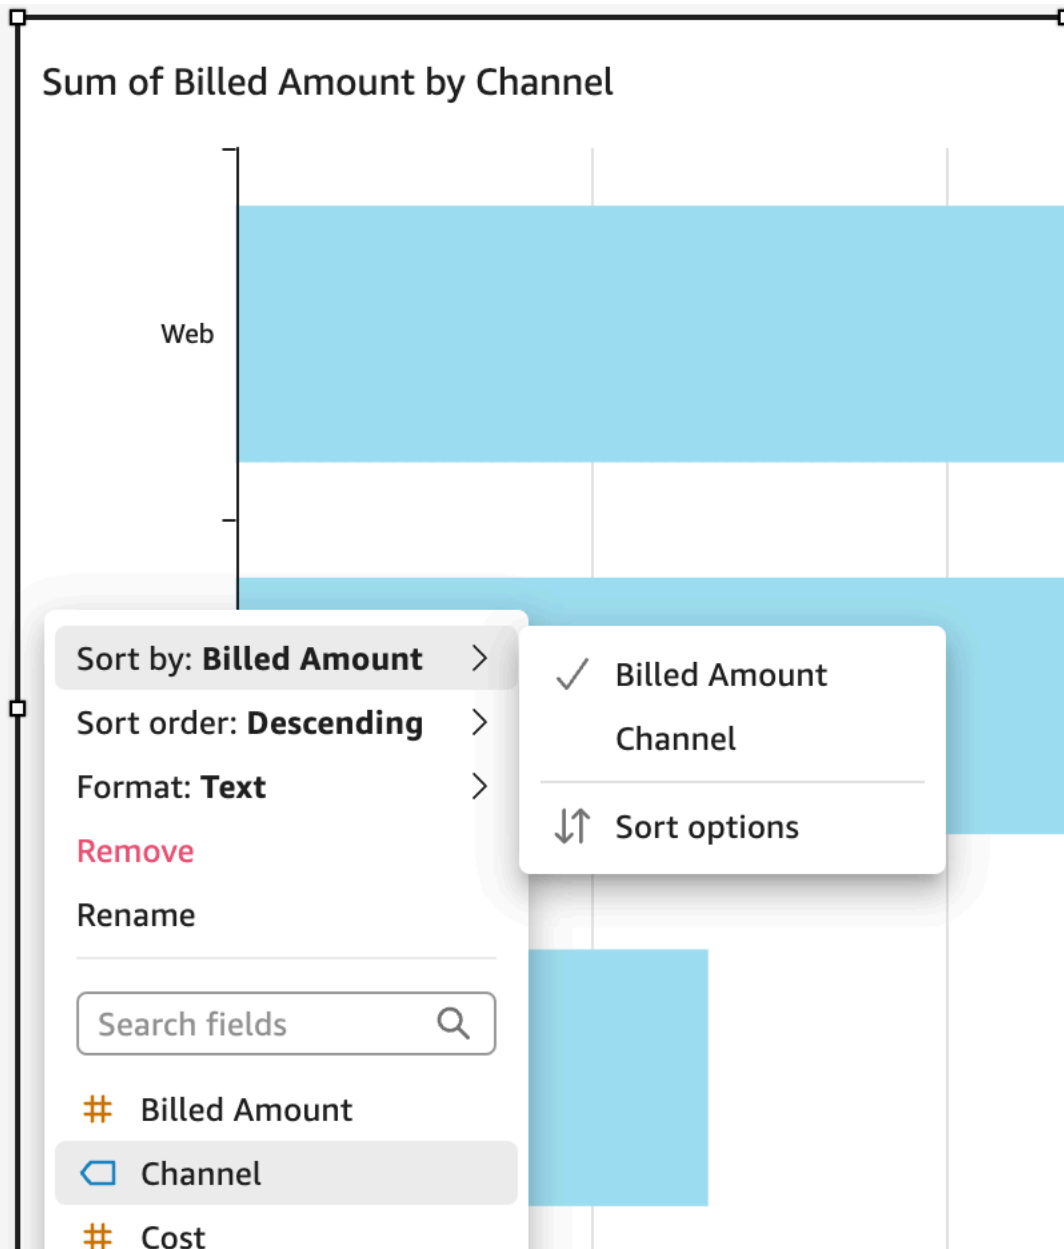 Sum of Billed Amount by Channel
Web
Sort by: Billed Amount
Sort order: Descending
Format: Text
Remove
Rename
Search fields
Billed Amount
Channel
Cost
Billed Amount
Channel
Sort options